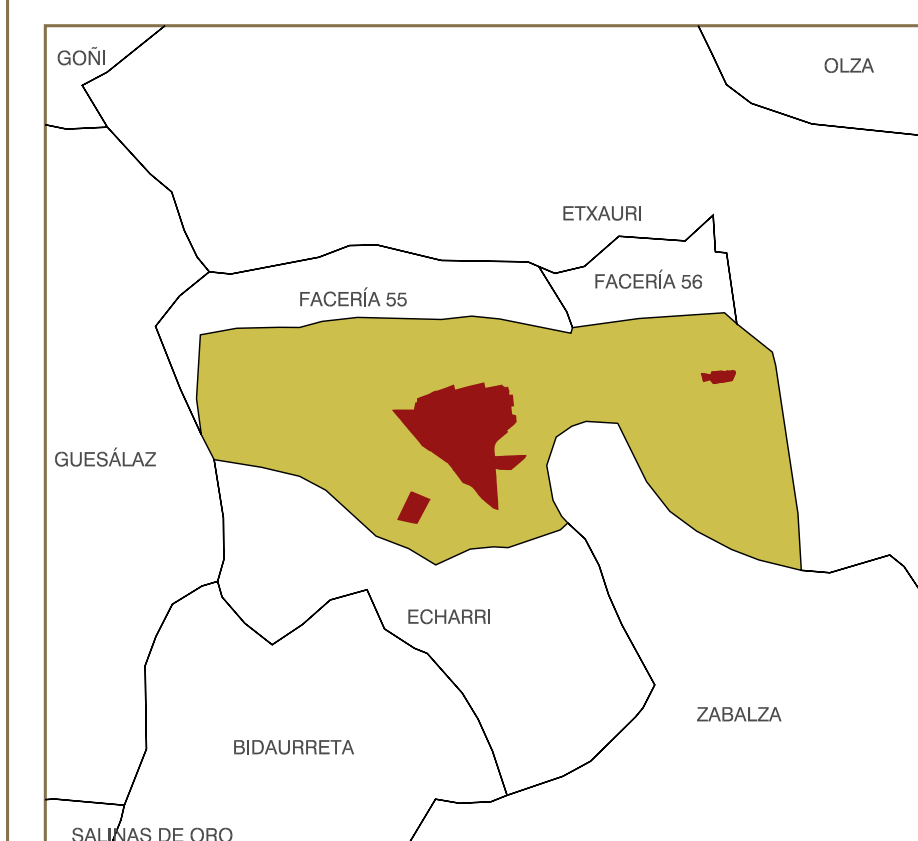 GOÑI
OLZA
ETXAURI
FACERÍA 56
FACERÍA 55
GUESÁLAZ
ECHARRI
ZABALZA
BIDAURRETA
SALINAS DE ORO